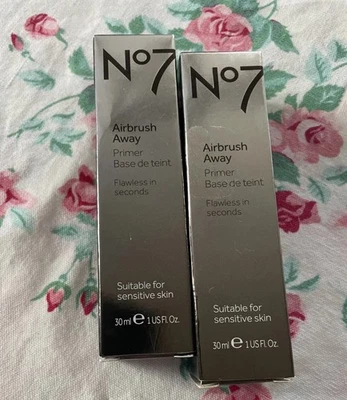 No7
Airbrush
Away
Primer
Base de teint
Flawless in
seconds
Suitable for
sensitive skin
30ml e 1 US Fl. Oz.
No7
Airbrush
Away
Primer
Base de teint
Flawless in
seconds
Suitable for
sensitive skin
30ml e 1 US Fl. Oz.